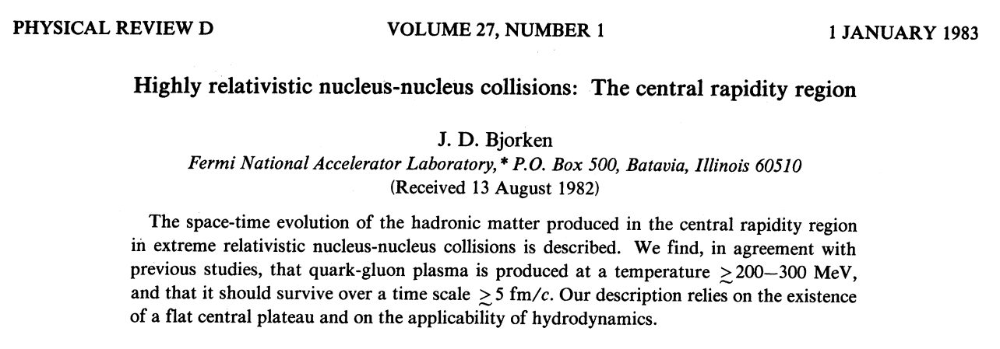 PHYSICAL REVIEW D VOLUME 27, NUMBER 1 1 JANUARY 1983
Highly relativistic nucleus-nucleus collisions: The central rapidity region
J. D. Bjorken
Fermi National Accelerator Laboratory,* P.O. Box 500, Batavia, Illinois 60510
(Received 13 August 1982)
The space-time evolution of the hadronic matter produced in the central rapidity region
in extreme relativistic nucleus-nucleus collisions is described. We find, in agreement with
previous studies, that quark-gluon plasma is produced at a temperature ≳200–300 MeV,
and that it should survive over a time scale ≳5 fm/c. Our description relies on the existence
of a flat central plateau and on the applicability of hydrodynamics.